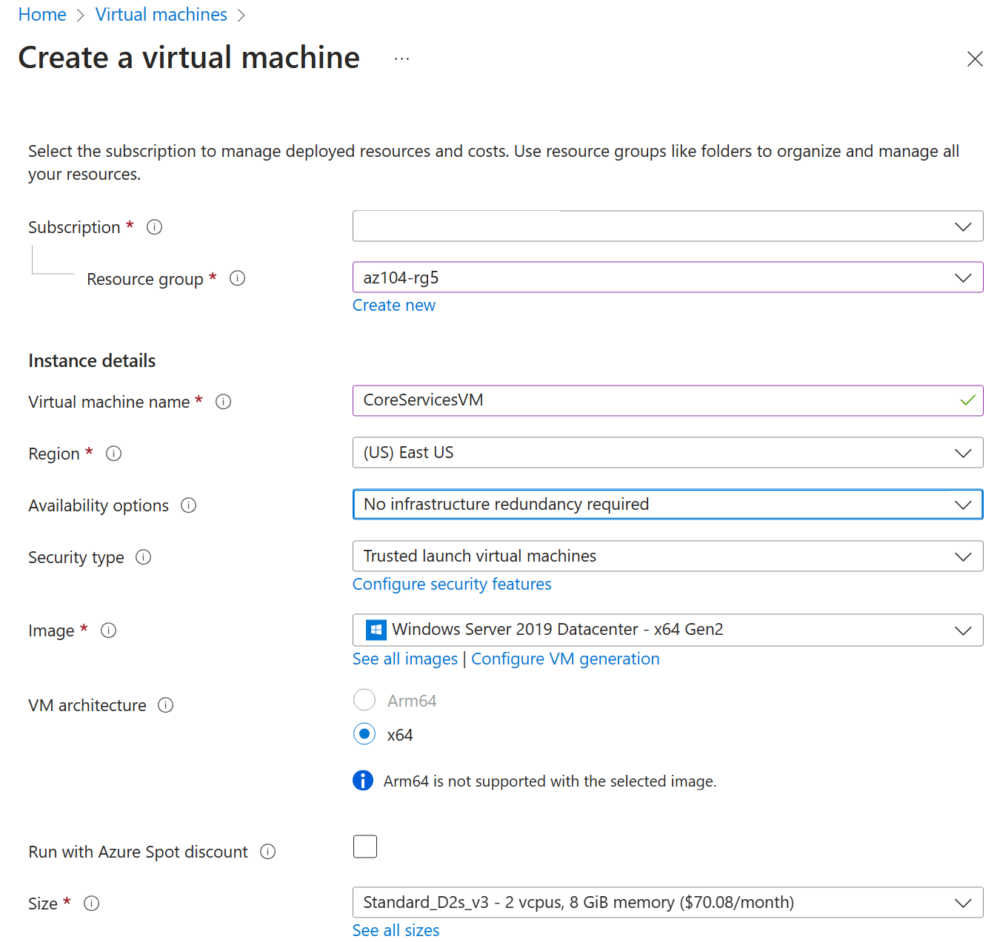 Home > Virtual machines >
Create a virtual machine ...
Select the subscription to manage deployed resources and costs. Use resource groups like folders to organize and manage all
your resources.
Subscription *
Resource group *
az104-rg5
Create new
Instance details
Virtual machine name *
CoreServicesVM
Region *
(US) East US
Availability options
No infrastructure redundancy required
Security type
Trusted launch virtual machines
Configure security features
Image *
Windows Server 2019 Datacenter - x64 Gen2
See all images | Configure VM generation
VM architecture
Arm64
x64
Arm64 is not supported with the selected image.
Run with Azure Spot discount
Size *
Standard_D2s_v3 - 2 vcpus, 8 GiB memory ($70.08/month)
See all sizes